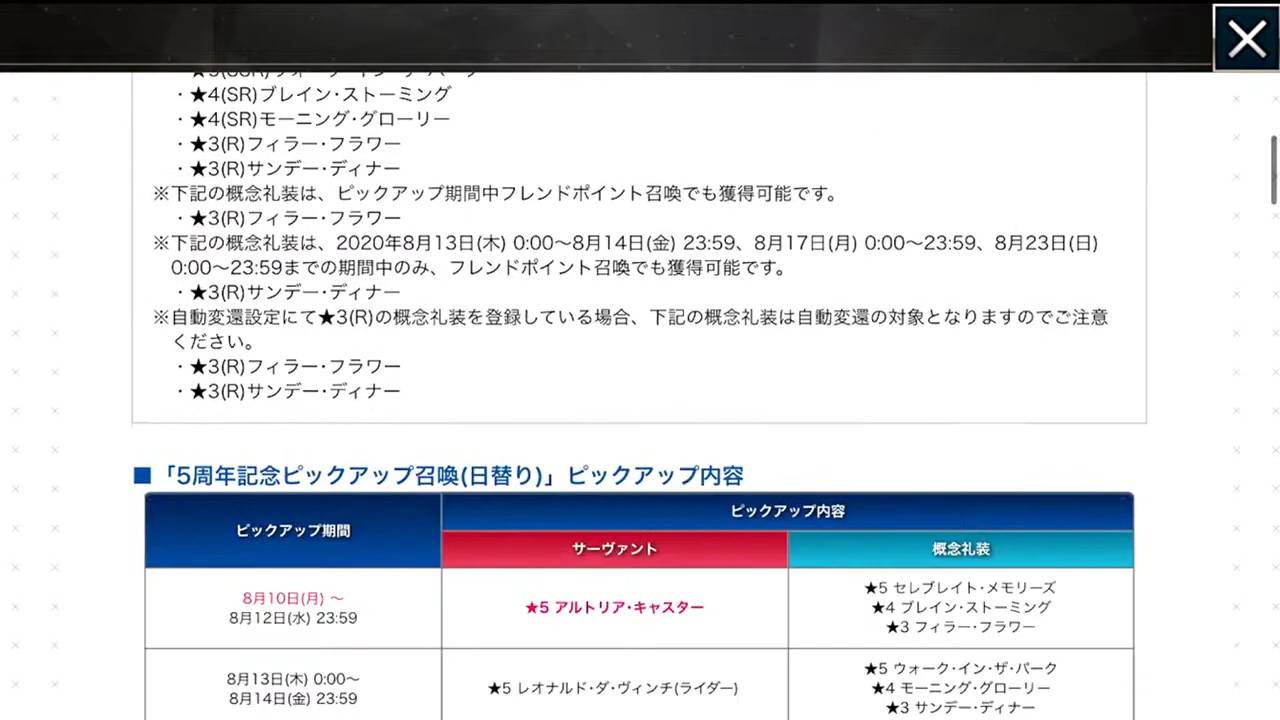 ・★4(SR)ブレイン・ストーミング
・★4(SR)モーニング・グローリー
・★3(R)フィラー・フラワー
・★3(R)サンデー・ディナー
※下記の概念礼装は、ピックアップ期間中フレンドポイント召喚でも獲得可能です。
・★3(R)フィラー・フラワー
※下記の概念礼装は、2020年8月13日(木) 0:00～8月14日(金) 23:59、8月17日(月) 0:00～23:59、8月23日(日)
0:00～23:59までの期間中のみ、フレンドポイント召喚でも獲得可能です。
・★3(R)サンデー・ディナー
※自動変還設定にて★3(R)の概念礼装を登録している場合、下記の概念礼装は自動変還の対象となりますのでご注意
ください。
・★3(R)フィラー・フラワー
・★3(R)サンデー・ディナー
■「5周年記念ピックアップ召喚(日替り)」ピックアップ内容
ピックアップ期間
ピックアップ内容
サーヴァント
概念礼装
8月10日(月) ～
8月12日(水) 23:59
★5 アルトリア・キャスター
★5 セレブレイト・メモリーズ
★4 ブレイン・ストーミング
★3 フィラー・フラワー
8月13日(木) 0:00～
8月14日(金) 23:59
★5 レオナルド・ダ・ヴィンチ(ライダー)
★5 ウォーク・イン・ザ・パーク
★4 モーニング・グローリー
★3 サンデー・ディナー